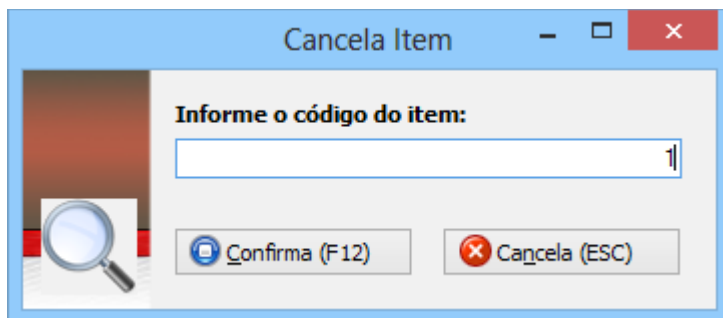 Cancela Item
Informe o código do item:
1
Confirma (F12) Cancela (ESC)